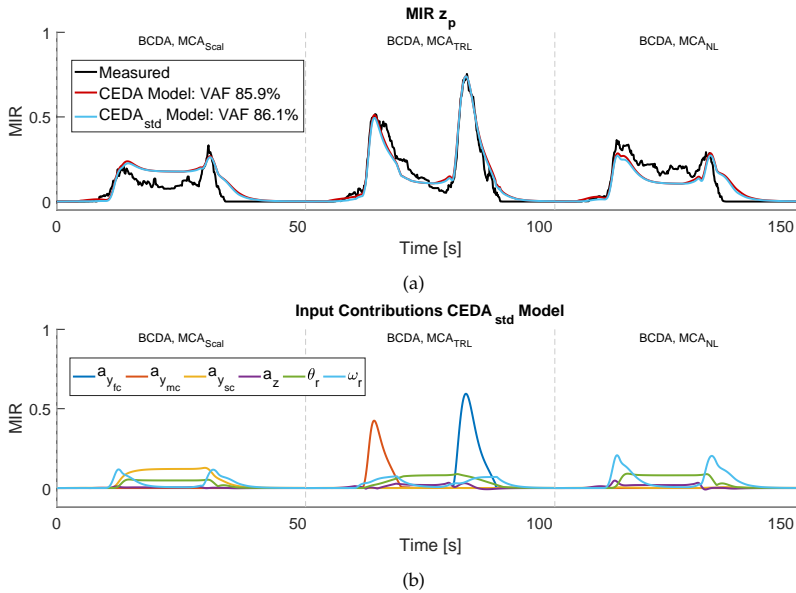 MIR z_p
BCDA, MCA_Scal BCDA, MCA_TRL BCDA, MCA_NL
Measured
CEDA Model: VAF 85.9%
CEDA_std Model: VAF 86.1%
MIR
1
0.5
0
0 50 100 150
Time [s]
(a)
Input Contributions CEDA_std Model
BCDA, MCA_Scal BCDA, MCA_TRL BCDA, MCA_NL
a_y_fc a_y_mc a_y_sc a_z θ_r ω_r
MIR
1
0.5
0
0 50 100 150
Time [s]
(b)